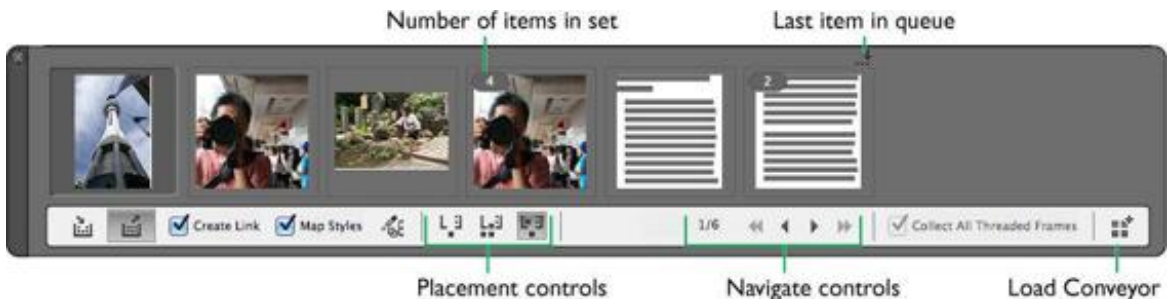 Number of items in set
Last item in queue
4
2
Create Link
Map Styles
1/6
Collect All Threaded Frames
Placement controls
Navigate controls
Load Conveyor